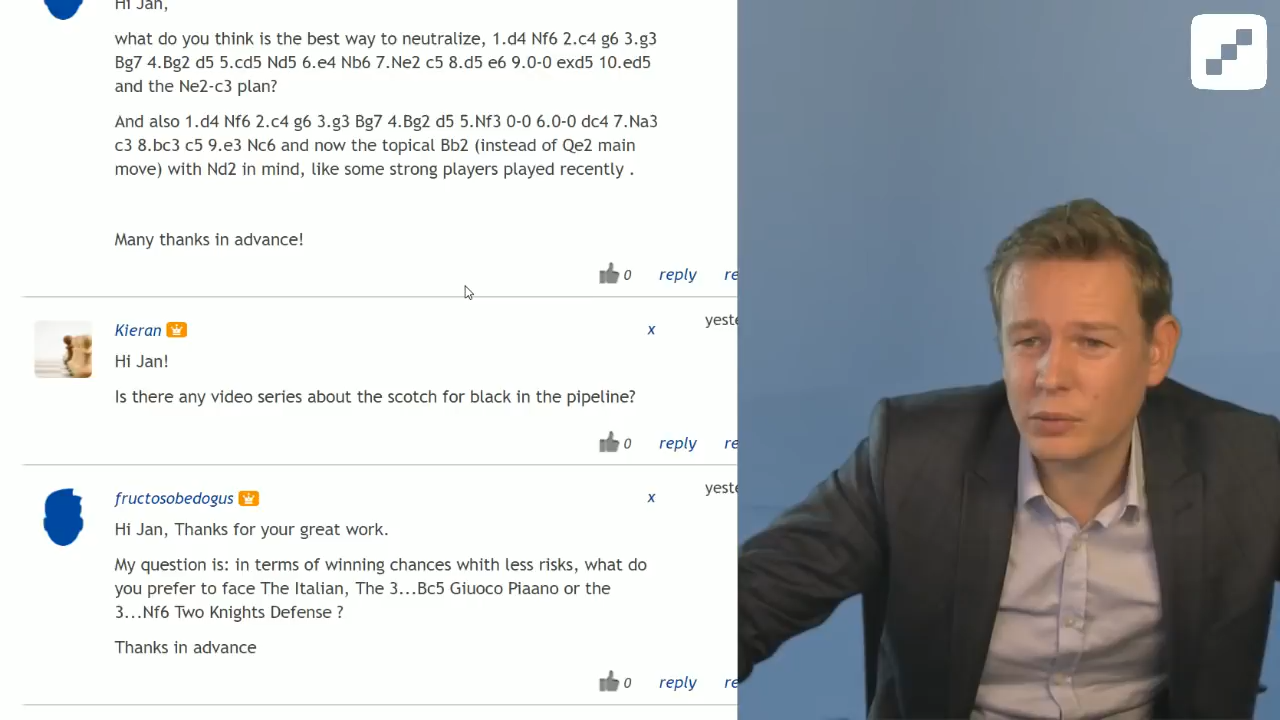 Hi Jan,
what do you think is the best way to neutralize, 1.d4 Nf6 2.c4 g6 3.g3
Bg7 4.Bg2 d5 5.cd5 Nd5 6.e4 Nb6 7.Ne2 c5 8.d5 e6 9.0-0 exd5 10.ed5
and the Ne2-c3 plan?
And also 1.d4 Nf6 2.c4 g6 3.g3 Bg7 4.Bg2 d5 5.Nf3 0-0 6.0-0 dc4 7.Na3
c3 8.bc3 c5 9.e3 Nc6 and now the topical Bb2 (instead of Qe2 main
move) with Nd2 in mind, like some strong players played recently .
Many thanks in advance!
0 reply re
Kieran x yeste
Hi Jan!
Is there any video series about the scotch for black in the pipeline?
0 reply re
fructosobedogus x yeste
Hi Jan, Thanks for your great work.
My question is: in terms of winning chances whith less risks, what do
you prefer to face The Italian, The 3...Bc5 Giuoco Piaano or the
3...Nf6 Two Knights Defense ?
Thanks in advance
0 reply re